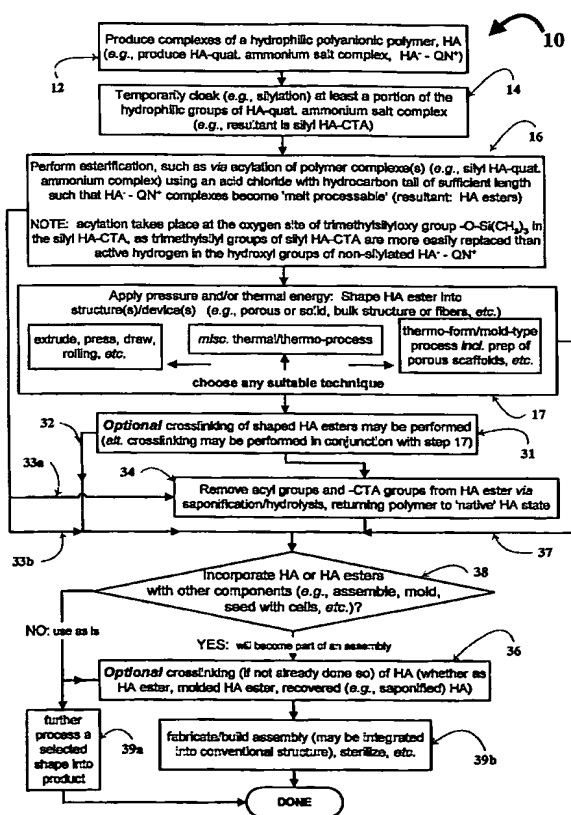 10
Produce complexes of a hydrophilic polyanionic polymer, HA
(e.g., produce HA-quat. ammonium salt complex, HA⁻ - QN⁺)
12
14
Temporarily cloak (e.g., silylation) at least a portion of the
hydrophilic groups of HA-quat. ammonium salt complex
(e.g., resultant is silyl HA-CTA)
16
Perform esterification, such as via acylation of polymer complexe(s) (e.g., silyl HA-quat.
ammonium complex) using an acid chloride with hydrocarbon tail of sufficient length
such that HA⁻ - QN⁺ complexes become 'melt processable' (resultant: HA esters)
NOTE: acylation takes place at the oxygen site of trimethylsilyloxy group -O-Si(CH₃)₃ in
the silyl HA-CTA, as trimethylsilyl groups of silyl HA-CTA are more easily replaced than
active hydrogen in the hydroxyl groups of non-silylated HA⁻ - QN⁺
Apply pressure and/or thermal energy: Shape HA ester into
structure(s)/device(s) (e.g., porous or solid, bulk structure or fibers, etc.)
extrude, press, draw,
rolling, etc.
misc. thermal/thermo-process
thermo-form/mold-type
process incl. prep of
porous scaffolds, etc.
choose any suitable technique
17
32
Optional crosslinking of shaped HA esters may be performed
(alt. crosslinking may be performed in conjunction with step 17)
31
33a
34
Remove acyl groups and -CTA groups from HA ester via
saponification/hydrolysis, returning polymer to 'native' HA state
33b
37
38
Incorporate HA or HA esters
with other components (e.g., assemble, mold,
seed with cells, etc.)?
NO: use as is
YES: will become part of an assembly
36
Optional crosslinking (if not already done so) of HA (whether as
HA ester, molded HA ester, recovered (e.g., saponified) HA)
further
process a
selected
shape into
product
39a
fabricate/build assembly (may be integrated
into conventional structure), sterilize, etc.
39b
DONE